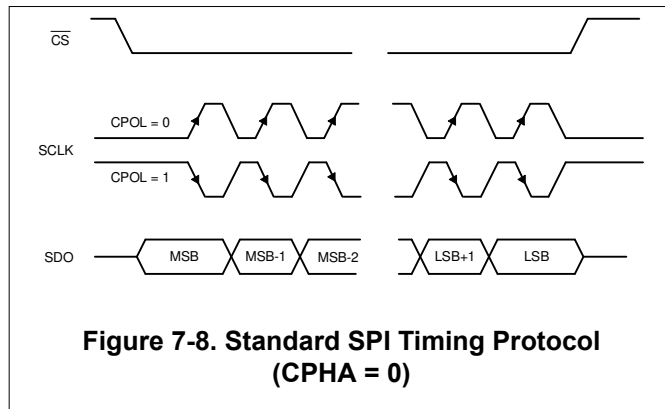 CS
CPOL = 0
SCLK
CPOL = 1
SDO
MSB
MSB-1
MSB-2
LSB+1
LSB
Figure 7-8. Standard SPI Timing Protocol
(CPHA = 0)